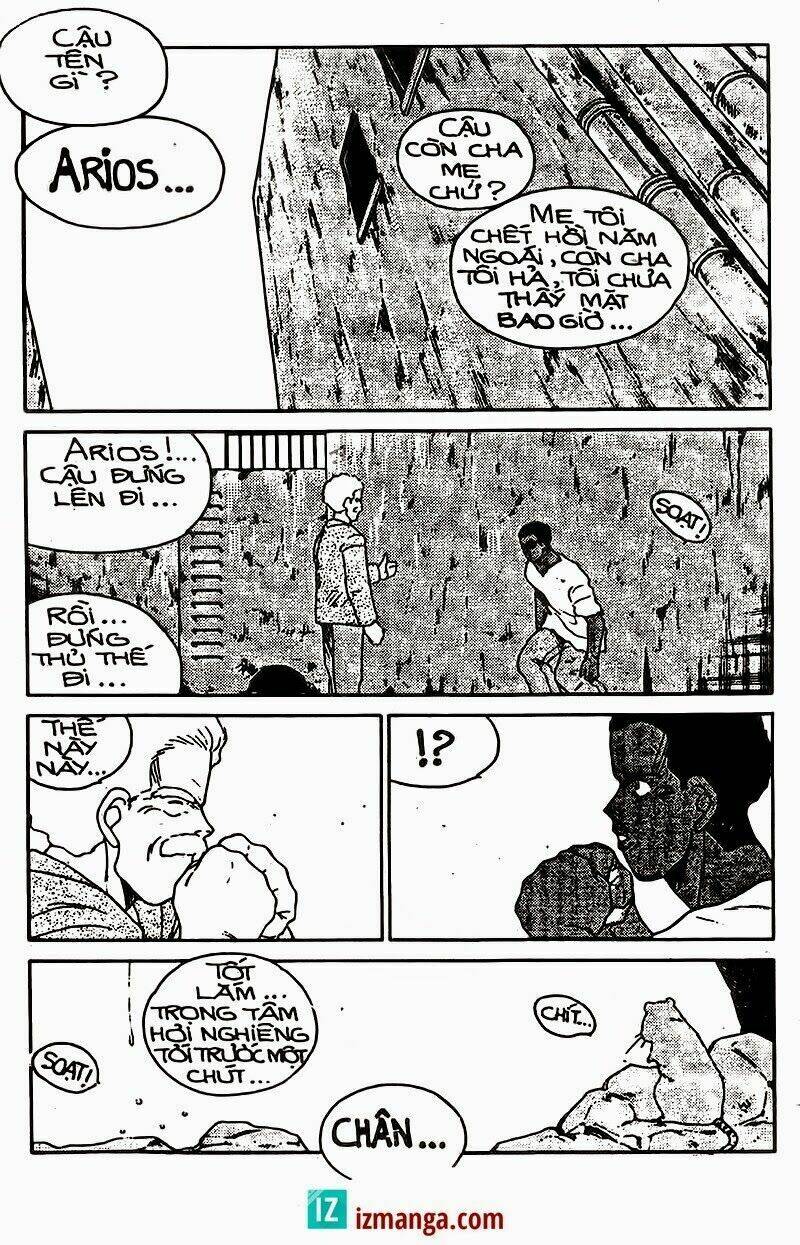 CẬU
TÊN
GÌ?
ARIOS...
CẬU
CÒN CHA
MẸ
CHỨ?
MẸ TÔI
CHẾT HỒI NĂM
NGOÁI, CÒN CHA
TÔI HẢ, TÔI CHƯA
THẤY MẶT
BAO GIỜ...
ARIOS!...
CẬU ĐỨNG
LÊN ĐI...
SOẠT!
RỒI...
ĐỨNG
THỦ THẾ
ĐI...
THẾ
NÀY
NÀY...
!?
TỐT
LẮM...
TRỌNG TÂM
HƠI NGHIÊNG
TỚI TRƯỚC MỘT
CHÚT...
CHÍT...
SOẠT!
CHÂN...
IZ izmanga.com